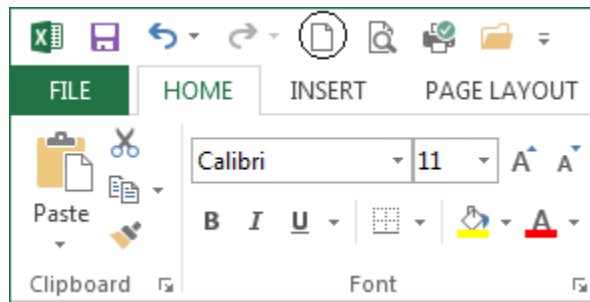 FILE HOME INSERT PAGE LAYOUT
Calibri 11 A A
Paste B I U A
Clipboard Font